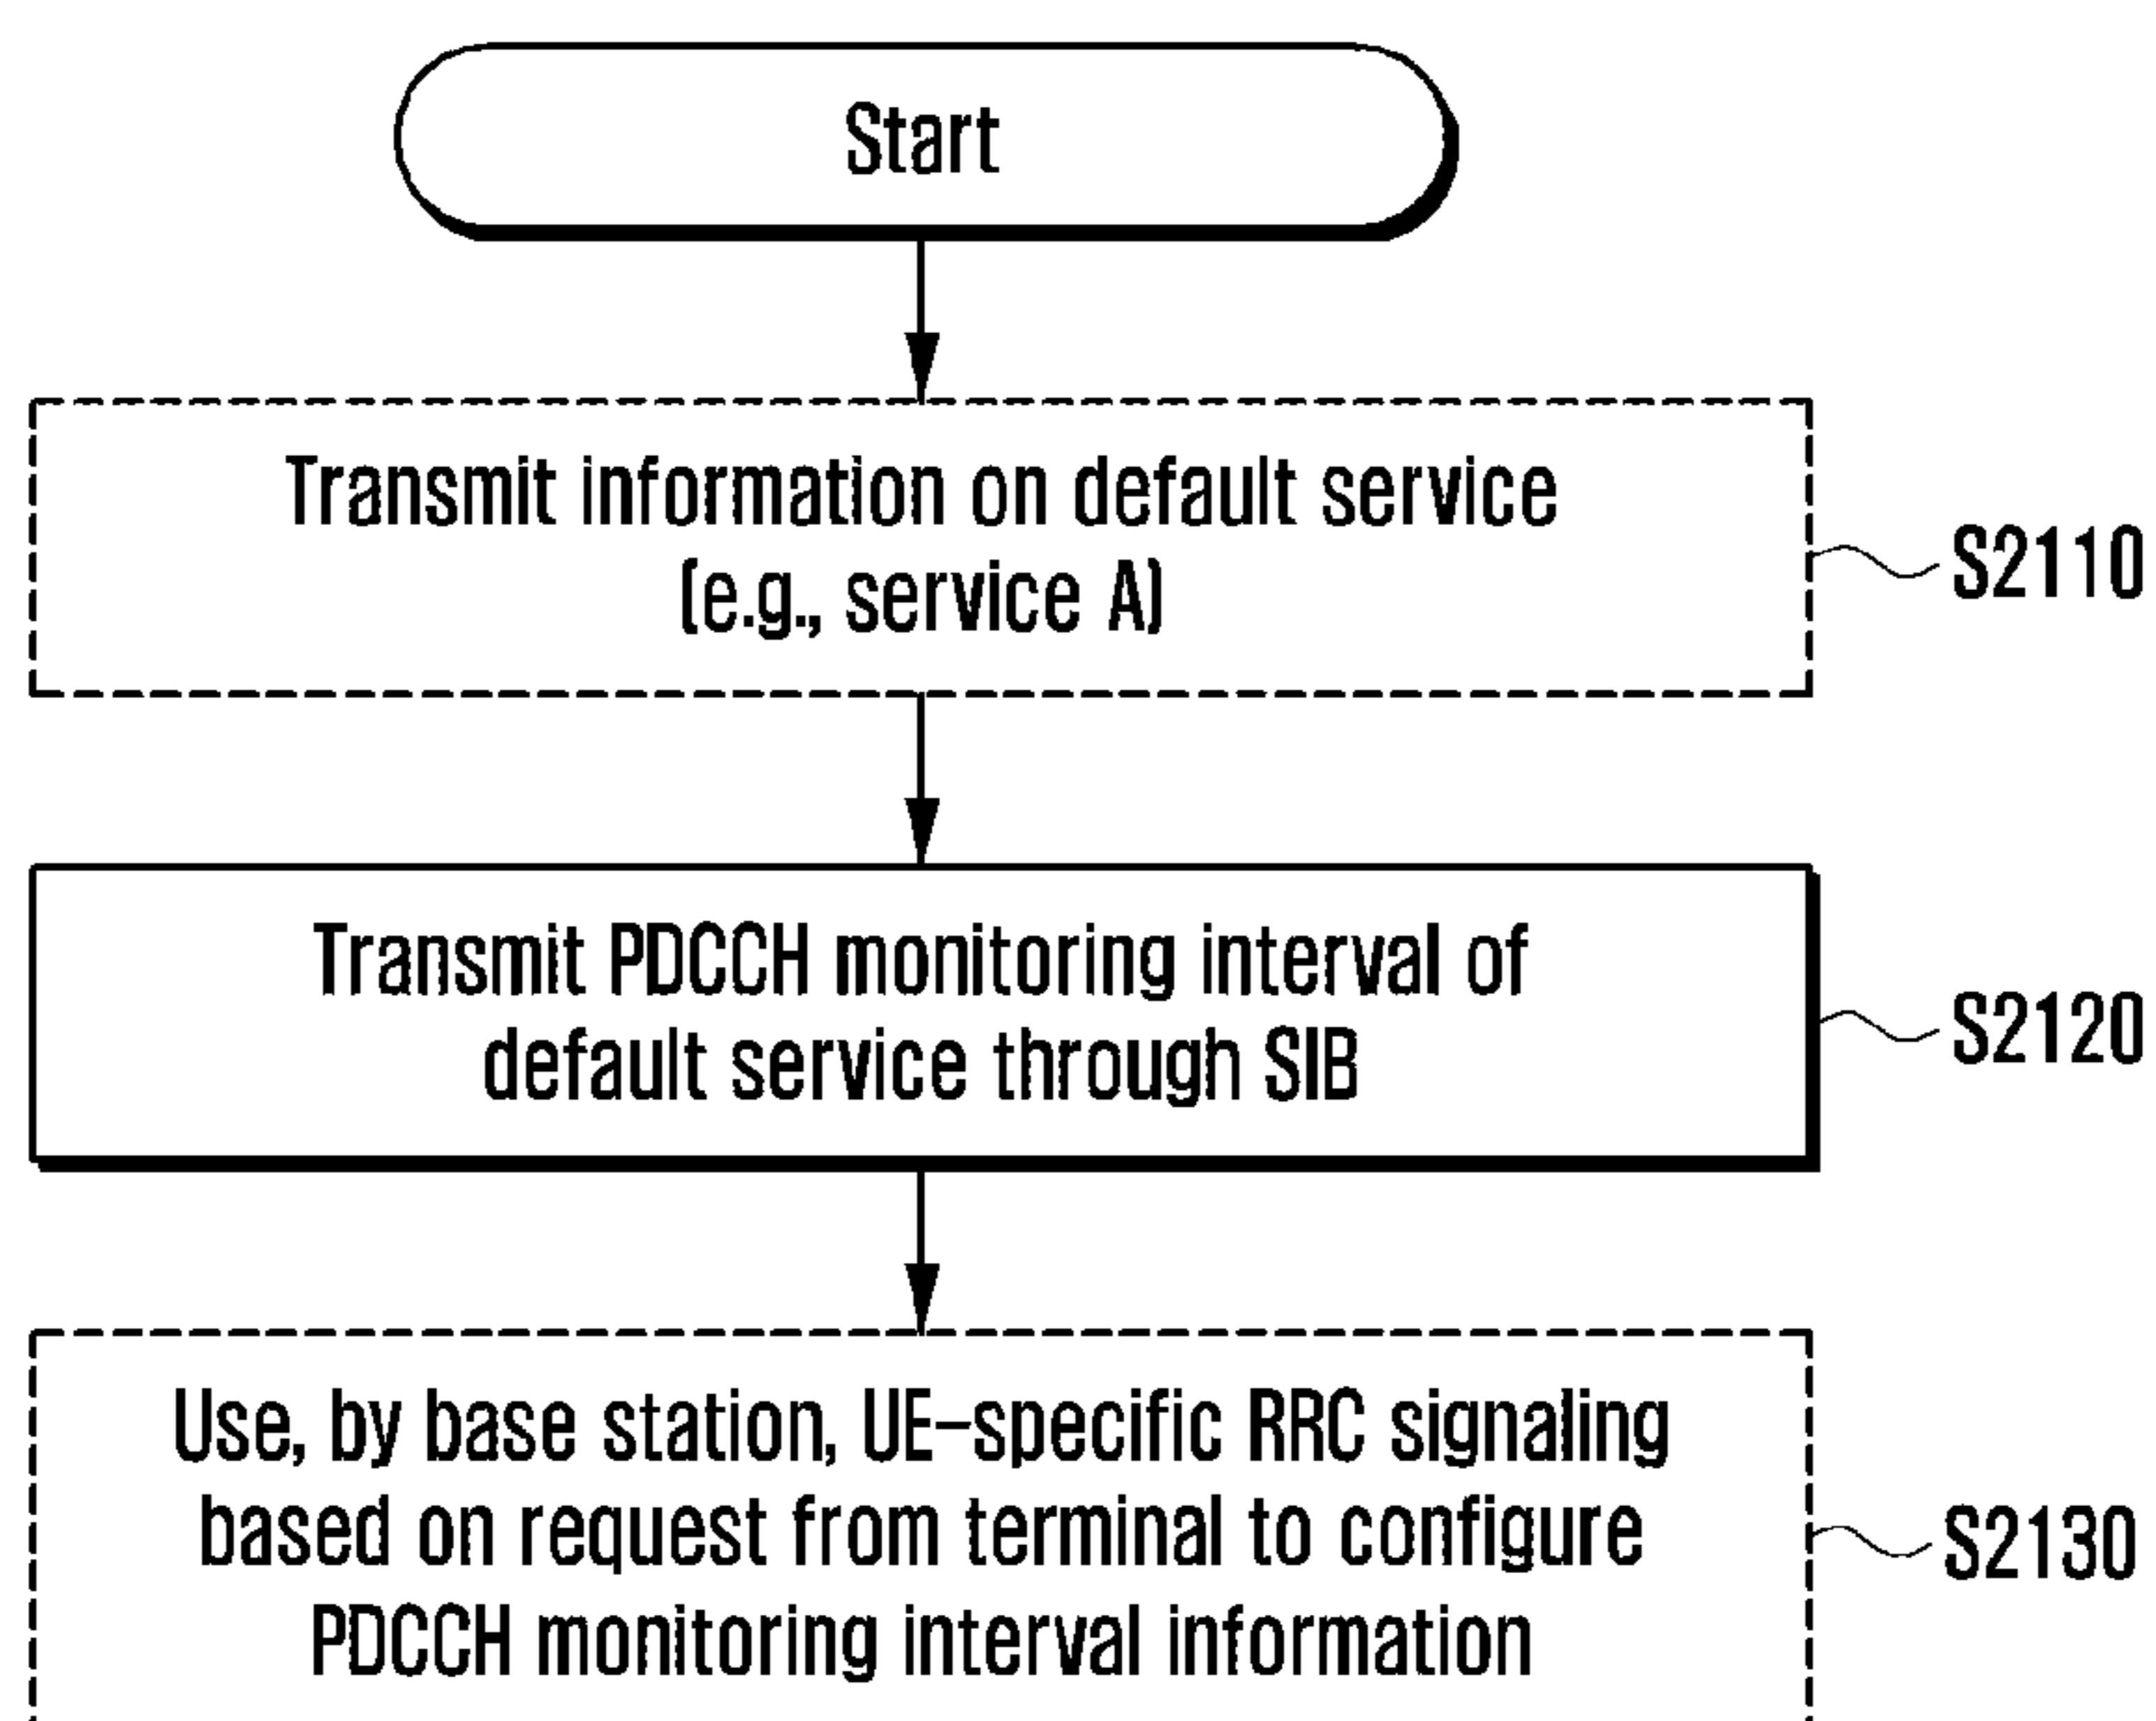 Start
Transmit information on default service
(e.g., service A)
S2110
Transmit PDCCH monitoring interval of
default service through SIB
S2120
Use, by base station, UE-specific RRC signaling
based on request from terminal to configure
PDCCH monitoring interval information
S2130